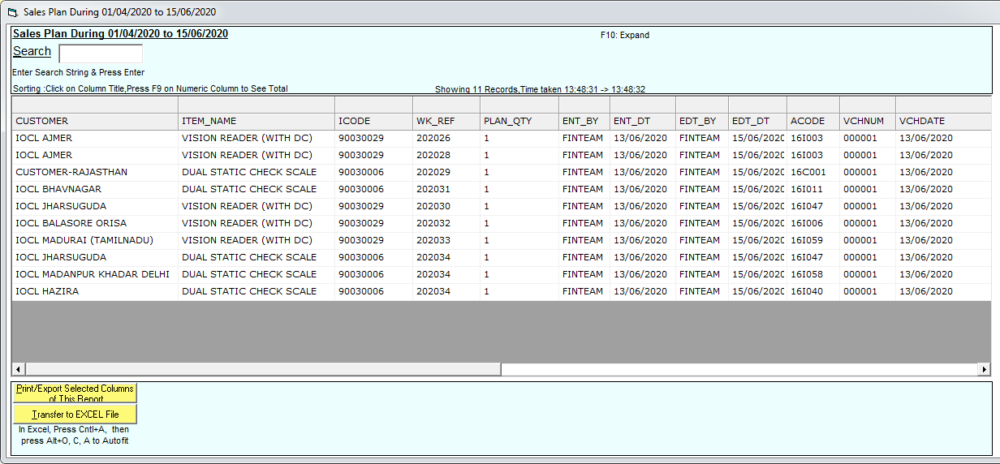 Sales Plan During 01/04/2020 to 15/06/2020
Sales Plan During 01/04/2020 to 15/06/2020 F10: Expand
Search
Enter Search String & Press Enter
Sorting :Click on Column Title,Press F9 on Numeric Column to See Total Showing 11 Records,Time taken 13:48:31 -> 13:48:32
CUSTOMER ITEM_NAME ICODE WK_REF PLAN_QTY ENT_BY ENT_DT EDT_BY EDT_DT ACODE VCHNUM VCHDATE
IOCL AJMER VISION READER (WITH DC) 90030029 202026 1 FINTEAM 13/06/2020 FINTEAM 15/06/2020 16I003 000001 13/06/2020
IOCL AJMER VISION READER (WITH DC) 90030029 202028 1 FINTEAM 13/06/2020 FINTEAM 15/06/2020 16I003 000001 13/06/2020
CUSTOMER-RAJASTHAN DUAL STATIC CHECK SCALE 90030006 202029 1 FINTEAM 13/06/2020 FINTEAM 15/06/2020 16C001 000001 13/06/2020
IOCL BHAVNAGAR DUAL STATIC CHECK SCALE 90030006 202031 1 FINTEAM 13/06/2020 FINTEAM 15/06/2020 16I011 000001 13/06/2020
IOCL JHARSUGUDA VISION READER (WITH DC) 90030029 202030 1 FINTEAM 13/06/2020 FINTEAM 15/06/2020 16I047 000001 13/06/2020
IOCL BALASORE ORISA VISION READER (WITH DC) 90030029 202032 1 FINTEAM 13/06/2020 FINTEAM 15/06/2020 16I006 000001 13/06/2020
IOCL MADURAI (TAMILNADU) VISION READER (WITH DC) 90030029 202033 1 FINTEAM 13/06/2020 FINTEAM 15/06/2020 16I059 000001 13/06/2020
IOCL JHARSUGUDA DUAL STATIC CHECK SCALE 90030006 202034 1 FINTEAM 13/06/2020 FINTEAM 15/06/2020 16I047 000001 13/06/2020
IOCL MADANPUR KHADAR DELHI DUAL STATIC CHECK SCALE 90030006 202034 1 FINTEAM 13/06/2020 FINTEAM 15/06/2020 16I058 000001 13/06/2020
IOCL HAZIRA DUAL STATIC CHECK SCALE 90030006 202034 1 FINTEAM 13/06/2020 FINTEAM 15/06/2020 16I040 000001 13/06/2020
Print/Export Selected Columns
of This Report
Transfer to EXCEL File
In Excel, Press Cntl+A, then
press Alt+O, C, A to Autofit